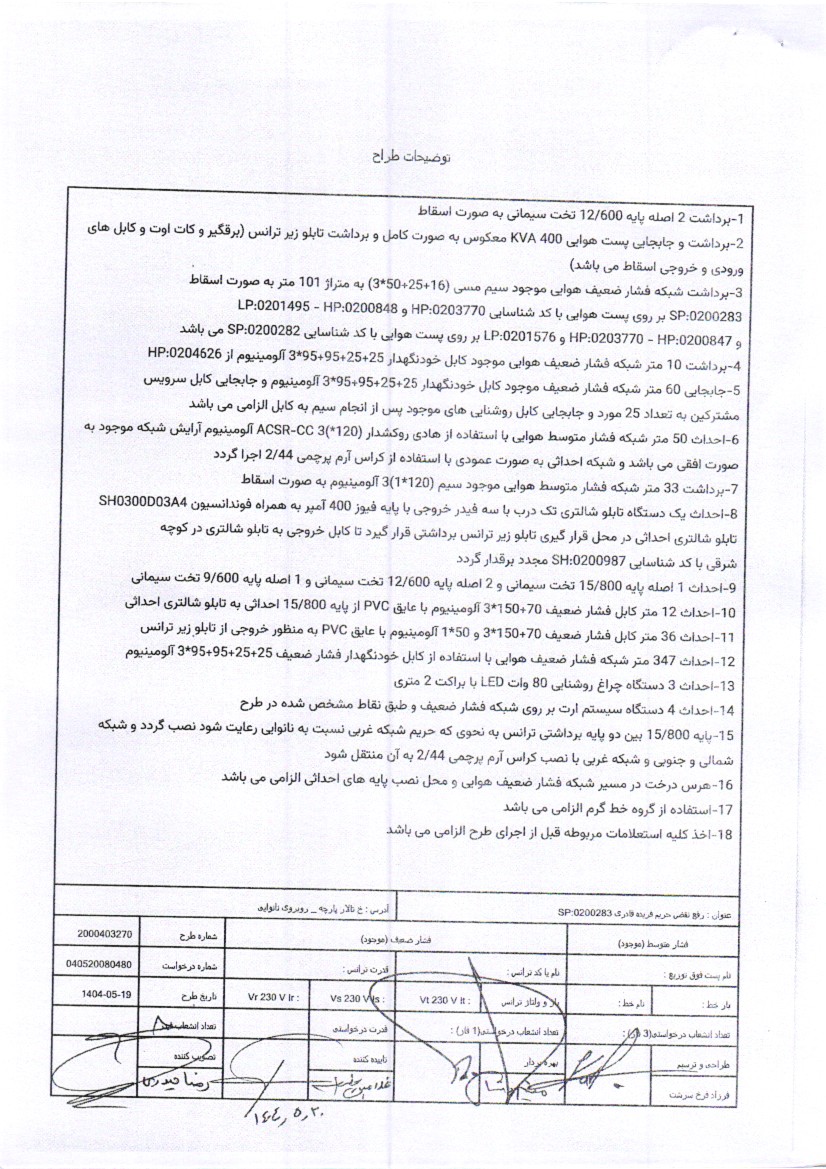 توضیحات طراح
1-برداشت 2 اصله پایه 12/600 تخت سیمانی به صورت اسقاط
2-برداشت و جابجایی پست هوایی 400 KVA معکوس به صورت کامل و برداشت تابلو زیر ترانس (برقگیر و کات اوت و کابل های
ورودی و خروجی اسقاط می باشد)
3-برداشت شبکه فشار ضعیف هوایی موجود سیم مسی (16+25+50*3) به متراژ 101 متر به صورت اسقاط
SP:0200283 بر روی پست هوایی با کد شناسایی HP:0203770 و LP:0201495 - HP:0200848
و HP:0203770 - HP:0200847 و LP:0201576 بر روی پست هوایی با کد شناسایی SP:0200282 می باشد
4-برداشت 10 متر شبکه فشار ضعیف هوایی موجود کابل خودنگهدار 25+25+95+95*3 آلومینیوم از HP:0204626
5-جابجایی 60 متر شبکه فشار ضعیف موجود کابل خودنگهدار 25+25+95+95*3 آلومینیوم و جابجایی کابل سرویس
مشترکین به تعداد 25 مورد و جابجایی کابل روشنایی های موجود پس از انجام سیم به کابل الزامی می باشد
6-احداث 50 متر شبکه فشار متوسط هوایی با استفاده از هادی روکشدار ACSR-CC 3(*120) آلومینیوم آرایش شبکه موجود به
صورت افقی می باشد و شبکه احداثی به صورت عمودی با استفاده از کراس آرم پرچمی 2/44 اجرا گردد
7-برداشت 33 متر شبکه فشار متوسط هوایی موجود سیم (120*1)3 آلومینیوم به صورت اسقاط
8-احداث یک دستگاه تابلو شالتری تک درب با سه فیدر خروجی با پایه فیوز 400 آمپر به همراه فوندانسیون SH0300D03A4
تابلو شالتری احداثی در محل قرار گیری تابلو زیر ترانس برداشتی قرار گیرد تا کابل خروجی به تابلو شالتری در کوچه
شرقی با کد شناسایی SH:0200987 مجدد برقدار گردد
9-احداث 1 اصله پایه 15/800 تخت سیمانی و 2 اصله پایه 12/600 تخت سیمانی و 1 اصله پایه 9/600 تخت سیمانی
10-احداث 12 متر کابل فشار ضعیف 70+150*3 آلومینیوم با عایق PVC از پایه 15/800 احداثی به تابلو شالتری احداثی
11-احداث 36 متر کابل فشار ضعیف 70+150*3 و 50*1 آلومینیوم با عایق PVC به منظور خروجی از تابلو زیر ترانس
12-احداث 347 متر شبکه فشار ضعیف هوایی با استفاده از کابل خودنگهدار فشار ضعیف 25+25+95+95*3 آلومینیوم
13-احداث 3 دستگاه چراغ روشنایی 80 وات LED با براکت 2 متری
14-احداث 4 دستگاه سیستم ارت بر روی شبکه فشار ضعیف و طبق نقاط مشخص شده در طرح
15-پایه 15/800 بین دو پایه برداشتی ترانس به نحوی که حریم شبکه غربی نسبت به نانوایی رعایت شود نصب گردد و شبکه
شمالی و جنوبی و شبکه غربی با نصب کراس آرم پرچمی 2/44 به آن منتقل شود
16-هرس درخت در مسیر شبکه فشار ضعیف هوایی و محل نصب پایه های احداثی الزامی می باشد
17-استفاده از گروه خط گرم الزامی می باشد
18-اخذ کلیه استعلامات مربوطه قبل از اجرای طرح الزامی می باشد
عنوان : رفع نقض حریم فریده قادری SP:0200283 آدرس : خ تالار پارچه _ روبروی نانوایی
فشار متوسط (موجود) فشار ضعیف (موجود) شماره طرح 2000403270
نام پست فوق توزیع : نام یا کد ترانس : قدرت ترانس : شماره درخواست 040520080480
بار خط : نام خط : بار و ولتاژ ترانس Vt 230 V It : Vs 230 V Is : Vr 230 V Ir : تاریخ طرح 1404-05-19
تعداد انشعاب درخواستی(3 فاز) : تعداد انشعاب درخواستی(1 فاز) : قدرت درخواستی تعداد انشعاب
طراحی و ترسیم بهره بردار تایید کننده تصویب کننده
فرزاد فرخ سرشت رضا حیدری
۱۴۰۴٫۵٫۲۰